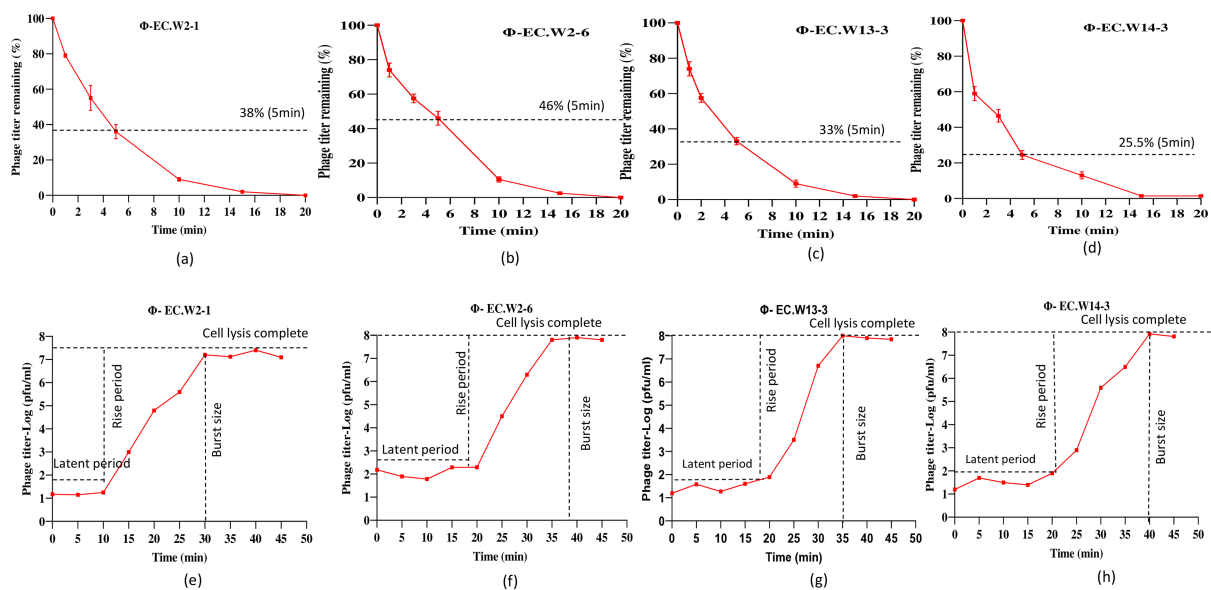 Φ-EC.W2-1
Phage titer remaining (%)
100
80
60
40
20
0
38% (5min)
0 2 4 6 8 10 12 14 16 18 20
Time (min)
(a)
Φ-EC.W2-6
Phage titer remaining (%)
100
80
60
40
20
0
46% (5min)
0 2 4 6 8 10 12 14 16 18 20
Time (min)
(b)
Φ-EC.W13-3
Phage titer remaining (%)
100
80
60
40
20
0
33% (5min)
0 2 4 6 8 10 12 14 16 18 20
Time (min)
(c)
Φ-EC.W14-3
Phage titer remaining (%)
100
80
60
40
20
0
25.5% (5min)
0 2 4 6 8 10 12 14 16 18 20
Time (min)
(d)
Φ- EC.W2-1
Cell lysis complete
Phage titer-Log (pfu/ml)
8
7
6
5
4
3
2
1
0
Rise period
Burst size
Latent period
0 5 10 15 20 25 30 35 40 45 50
Time (min)
(e)
Φ- EC.W2-6
Cell lysis complete
Phage titer-Log (pfu/ml)
8
7
6
5
4
3
2
1
0
Rise period
Burst size
Latent period
0 5 10 15 20 25 30 35 40 45 50
Time (min)
(f)
Φ- EC.W13-3
Cell lysis complete
Phage titer-Log (pfu/ml)
8
7
6
5
4
3
2
1
0
Rise period
Burst size
Latent period
0 5 10 15 20 25 30 35 40 45 50
Time (min)
(g)
Φ- EC.W14-3
Cell lysis complete
Phage titer-Log (pfu/ml)
8
7
6
5
4
3
2
1
0
Rise period
Burst size
Latent period
0 5 10 15 20 25 30 35 40 45 50
Time (min)
(h)